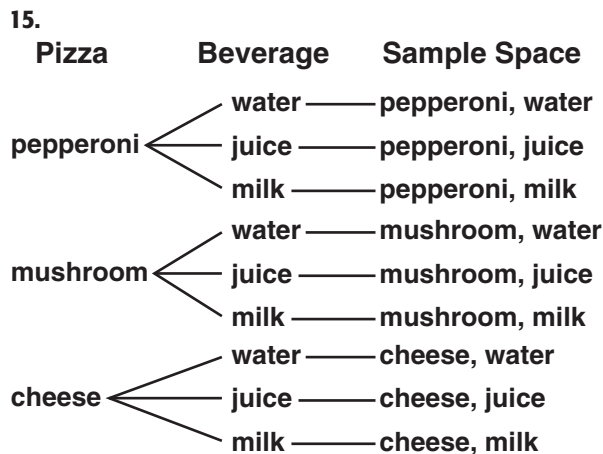 15.
Pizza Beverage Sample Space
water pepperoni, water
pepperoni juice pepperoni, juice
milk pepperoni, milk
water mushroom, water
mushroom juice mushroom, juice
milk mushroom, milk
water cheese, water
cheese juice cheese, juice
milk cheese, milk